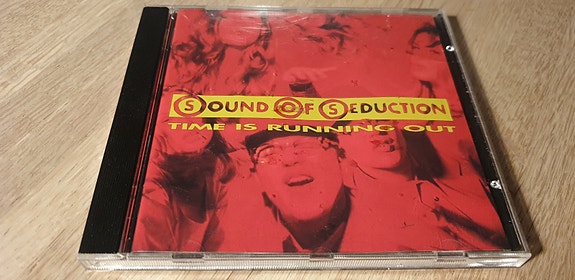 SOUND OF SEDUCTION
TIME IS RUNNING OUT